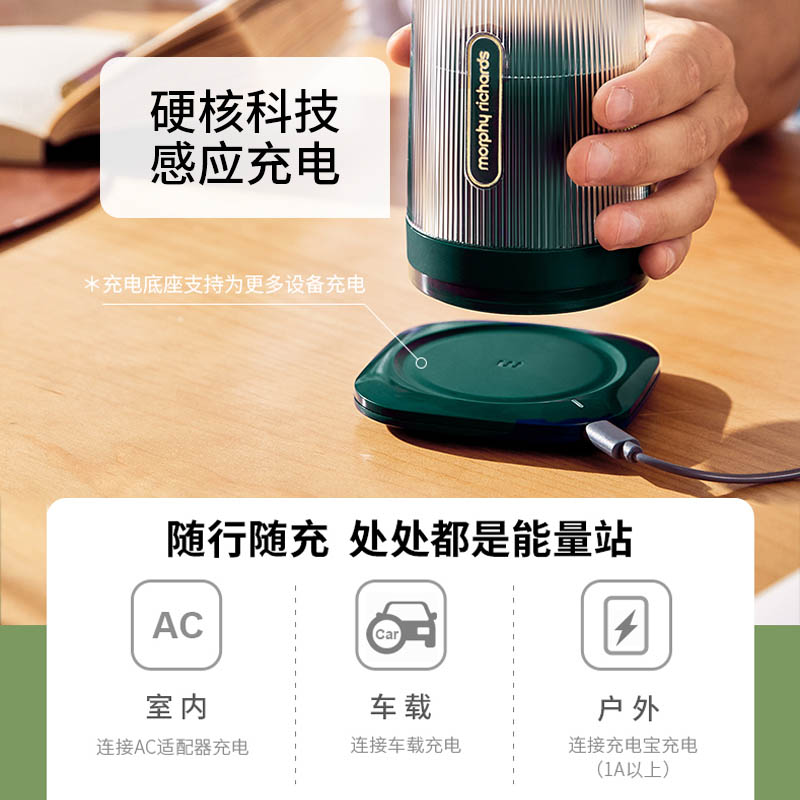 硬核科技
感应充电
morphy richards
＊充电底座支持为更多设备充电
随行随充 处处都是能量站
AC
Car
室内
车载
户外
连接AC适配器充电
连接车载充电
连接充电宝充电
（1A以上）